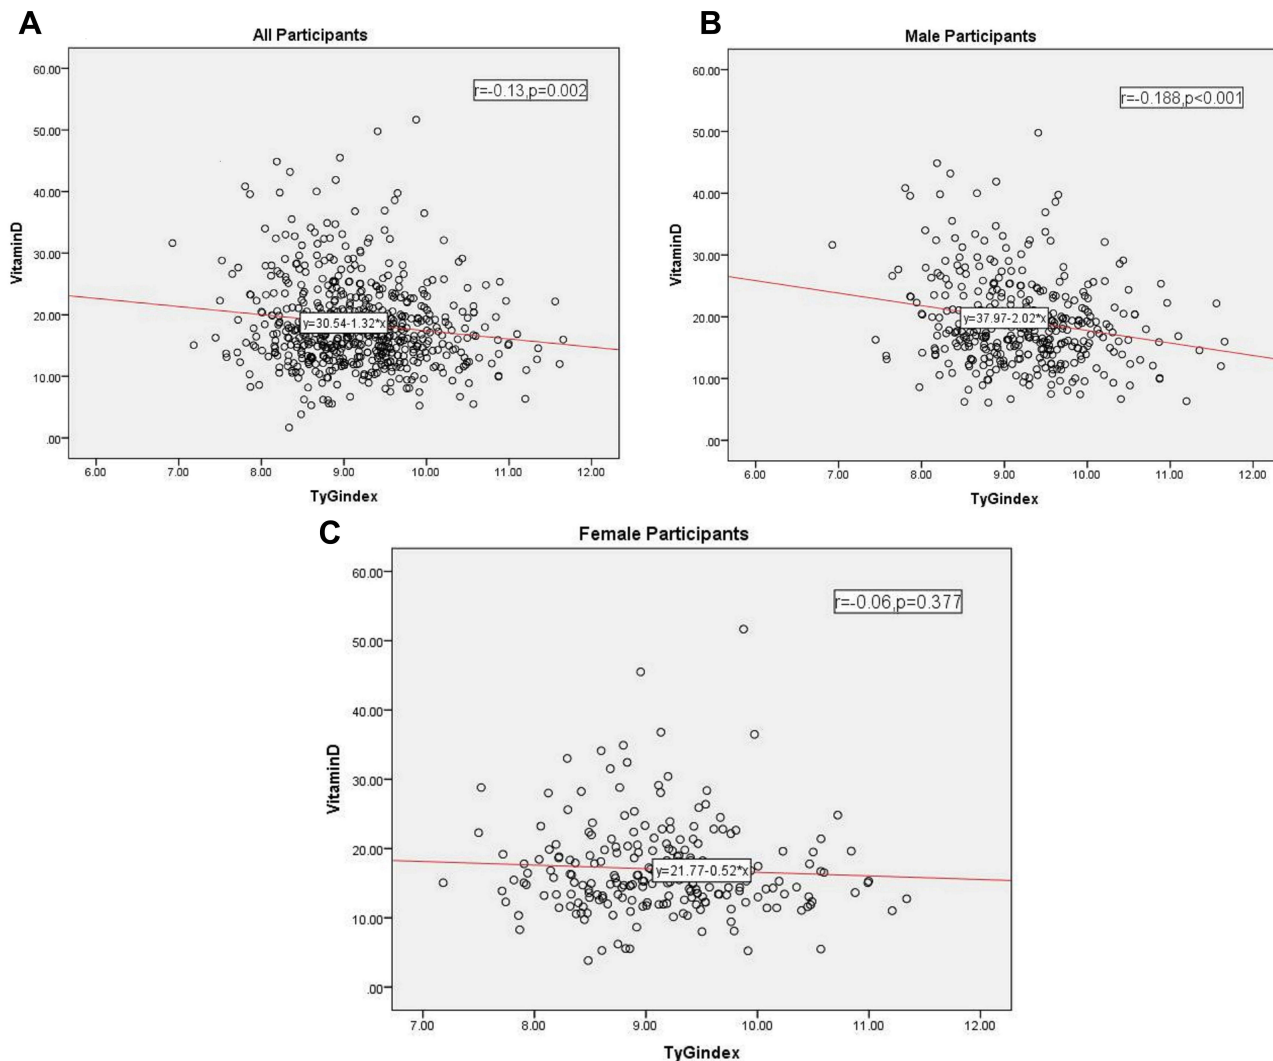 A
All Participants
r=-0.13,p=0.002
60.00
50.00
40.00
30.00
20.00
10.00
.00
VitaminD
y=30.54-1.32*x
6.00 7.00 8.00 9.00 10.00 11.00 12.00
TyGindex
B
Male Participants
r=-0.188,p<0.001
60.00
50.00
40.00
30.00
20.00
10.00
.00
VitaminD
y=37.97-2.02*x
6.00 7.00 8.00 9.00 10.00 11.00 12.00
TyGindex
C
Female Participants
r=-0.06,p=0.377
60.00
50.00
40.00
30.00
20.00
10.00
.00
VitaminD
y=21.77-0.52*x
7.00 8.00 9.00 10.00 11.00 12.00
TyGindex